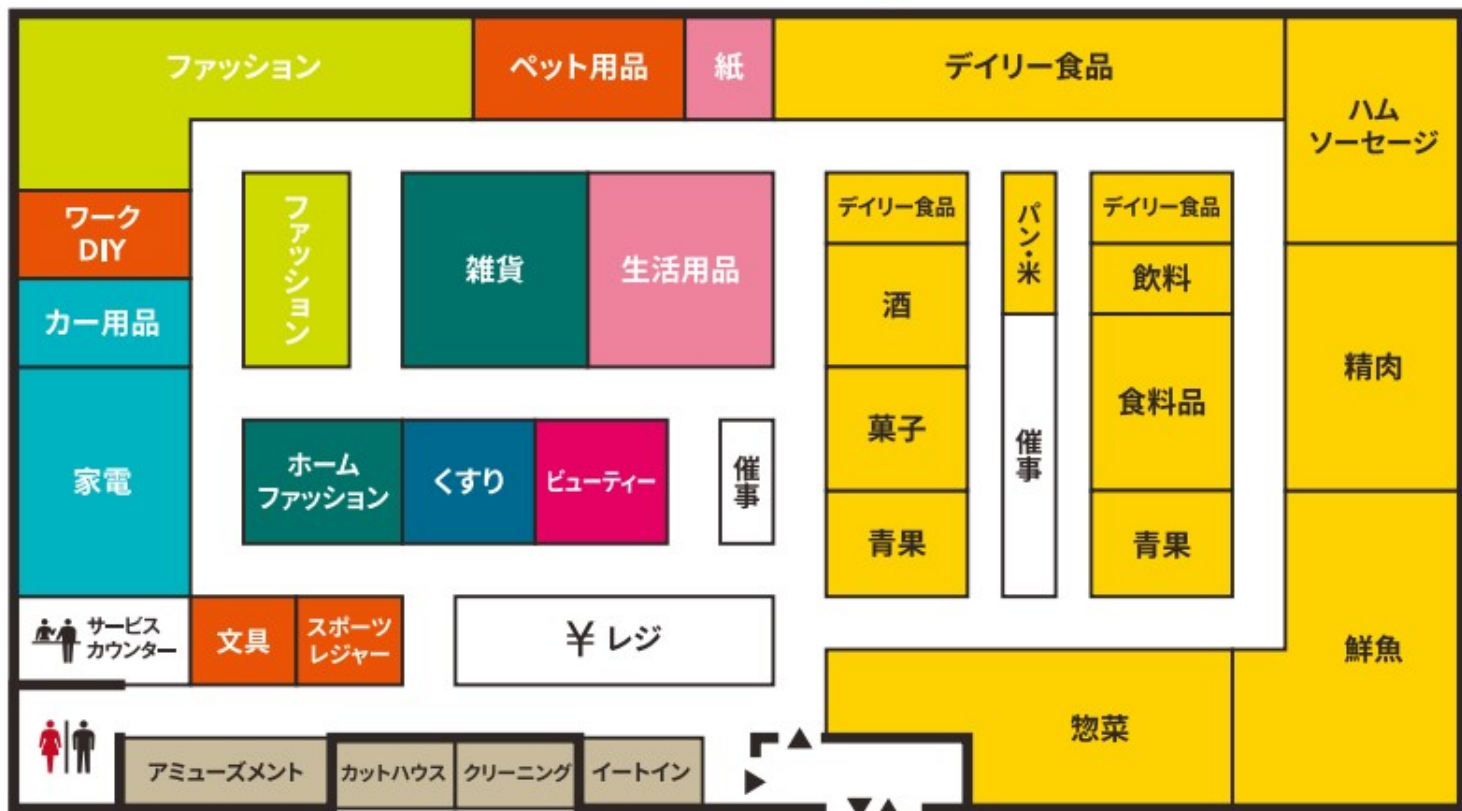 ファッション
ペット用品
紙
デイリー食品
ハム
ソーセージ
ワーク
DIY
ファッション
雑貨
生活用品
デイリー食品
パン・米
デイリー食品
カー用品
酒
飲料
精肉
家電
ホーム
ファッション
くすり
ビューティー
催事
菓子
催事
食料品
青果
青果
サービス
カウンター
文具
スポーツ
レジャー
¥レジ
鮮魚
惣菜
アミューズメント
カットハウス
クリーニング
イートイン